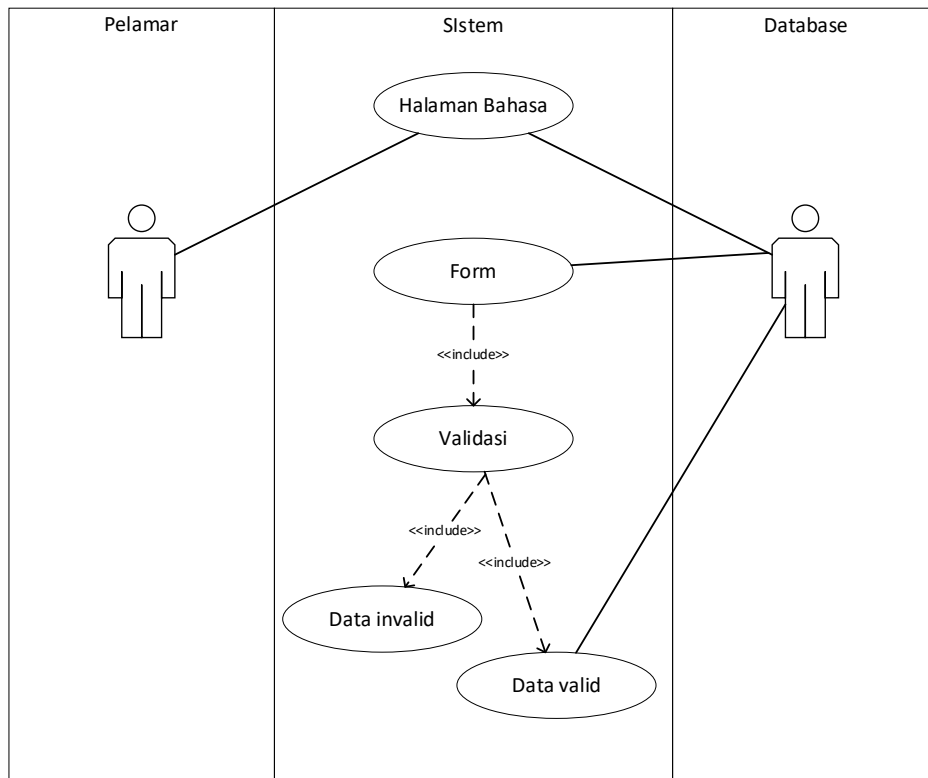 Pelamar
SIstem
Database
Halaman Bahasa
Form
<<include>>
Validasi
<<include>>
<<include>>
Data invalid
Data valid